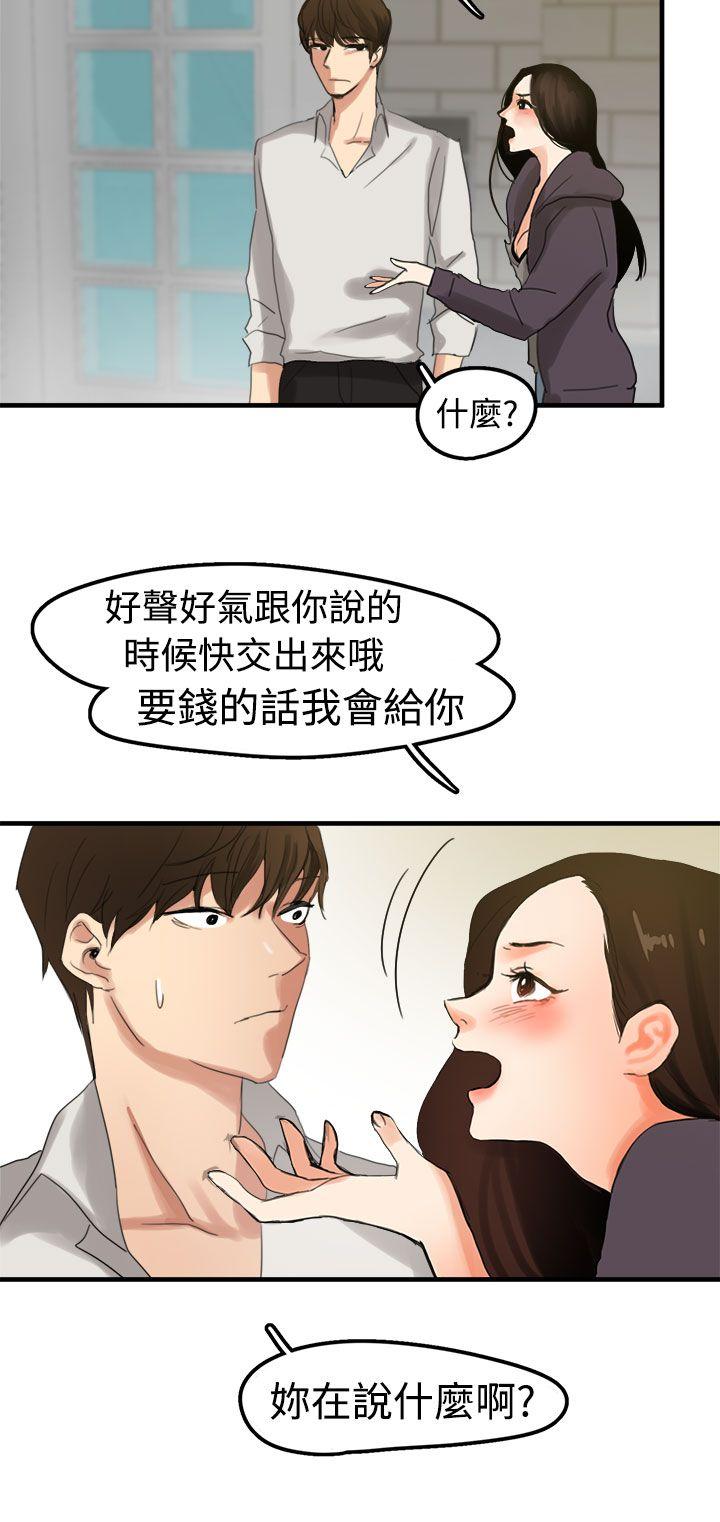 什麼?
好聲好氣跟你說的
時候快交出來哦
要錢的話我會給你
妳在說什麼啊?